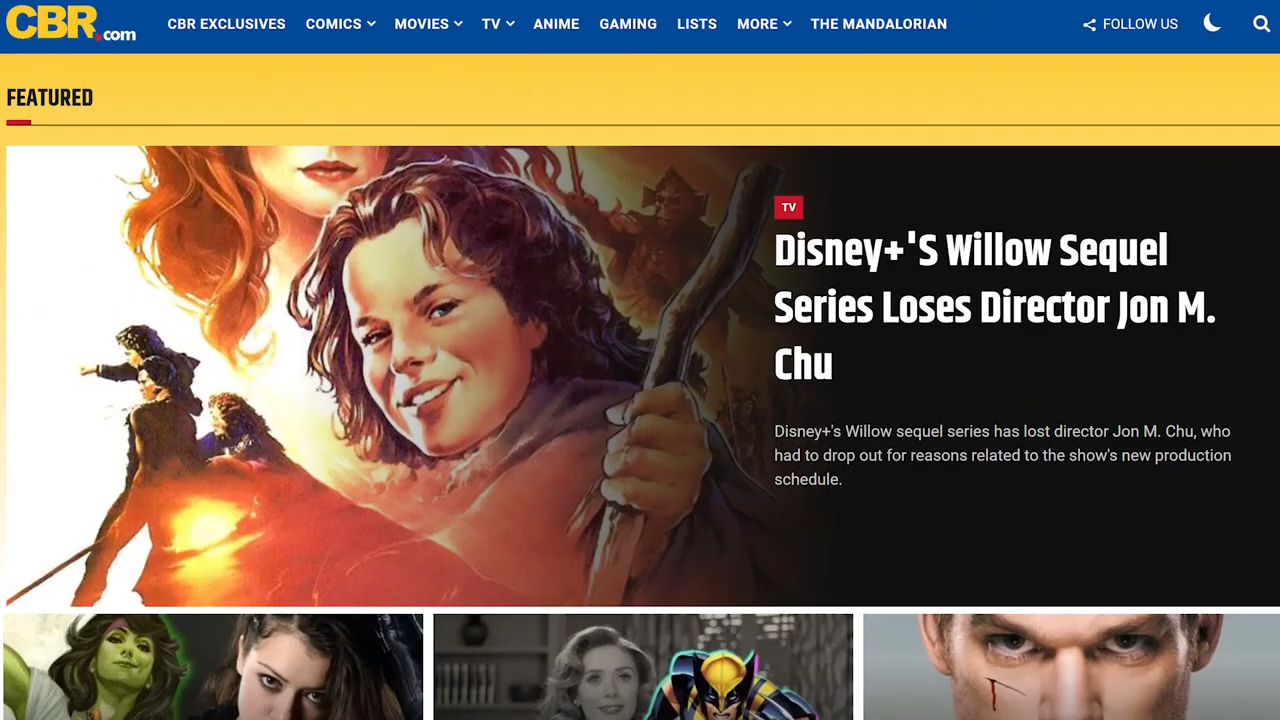 CBR.com
CBR EXCLUSIVES COMICS MOVIES TV ANIME GAMING LISTS MORE THE MANDALORIAN FOLLOW US
FEATURED
TV
Disney+'S Willow Sequel
Series Loses Director Jon M.
Chu
Disney+'s Willow sequel series has lost director Jon M. Chu, who
had to drop out for reasons related to the show's new production
schedule.